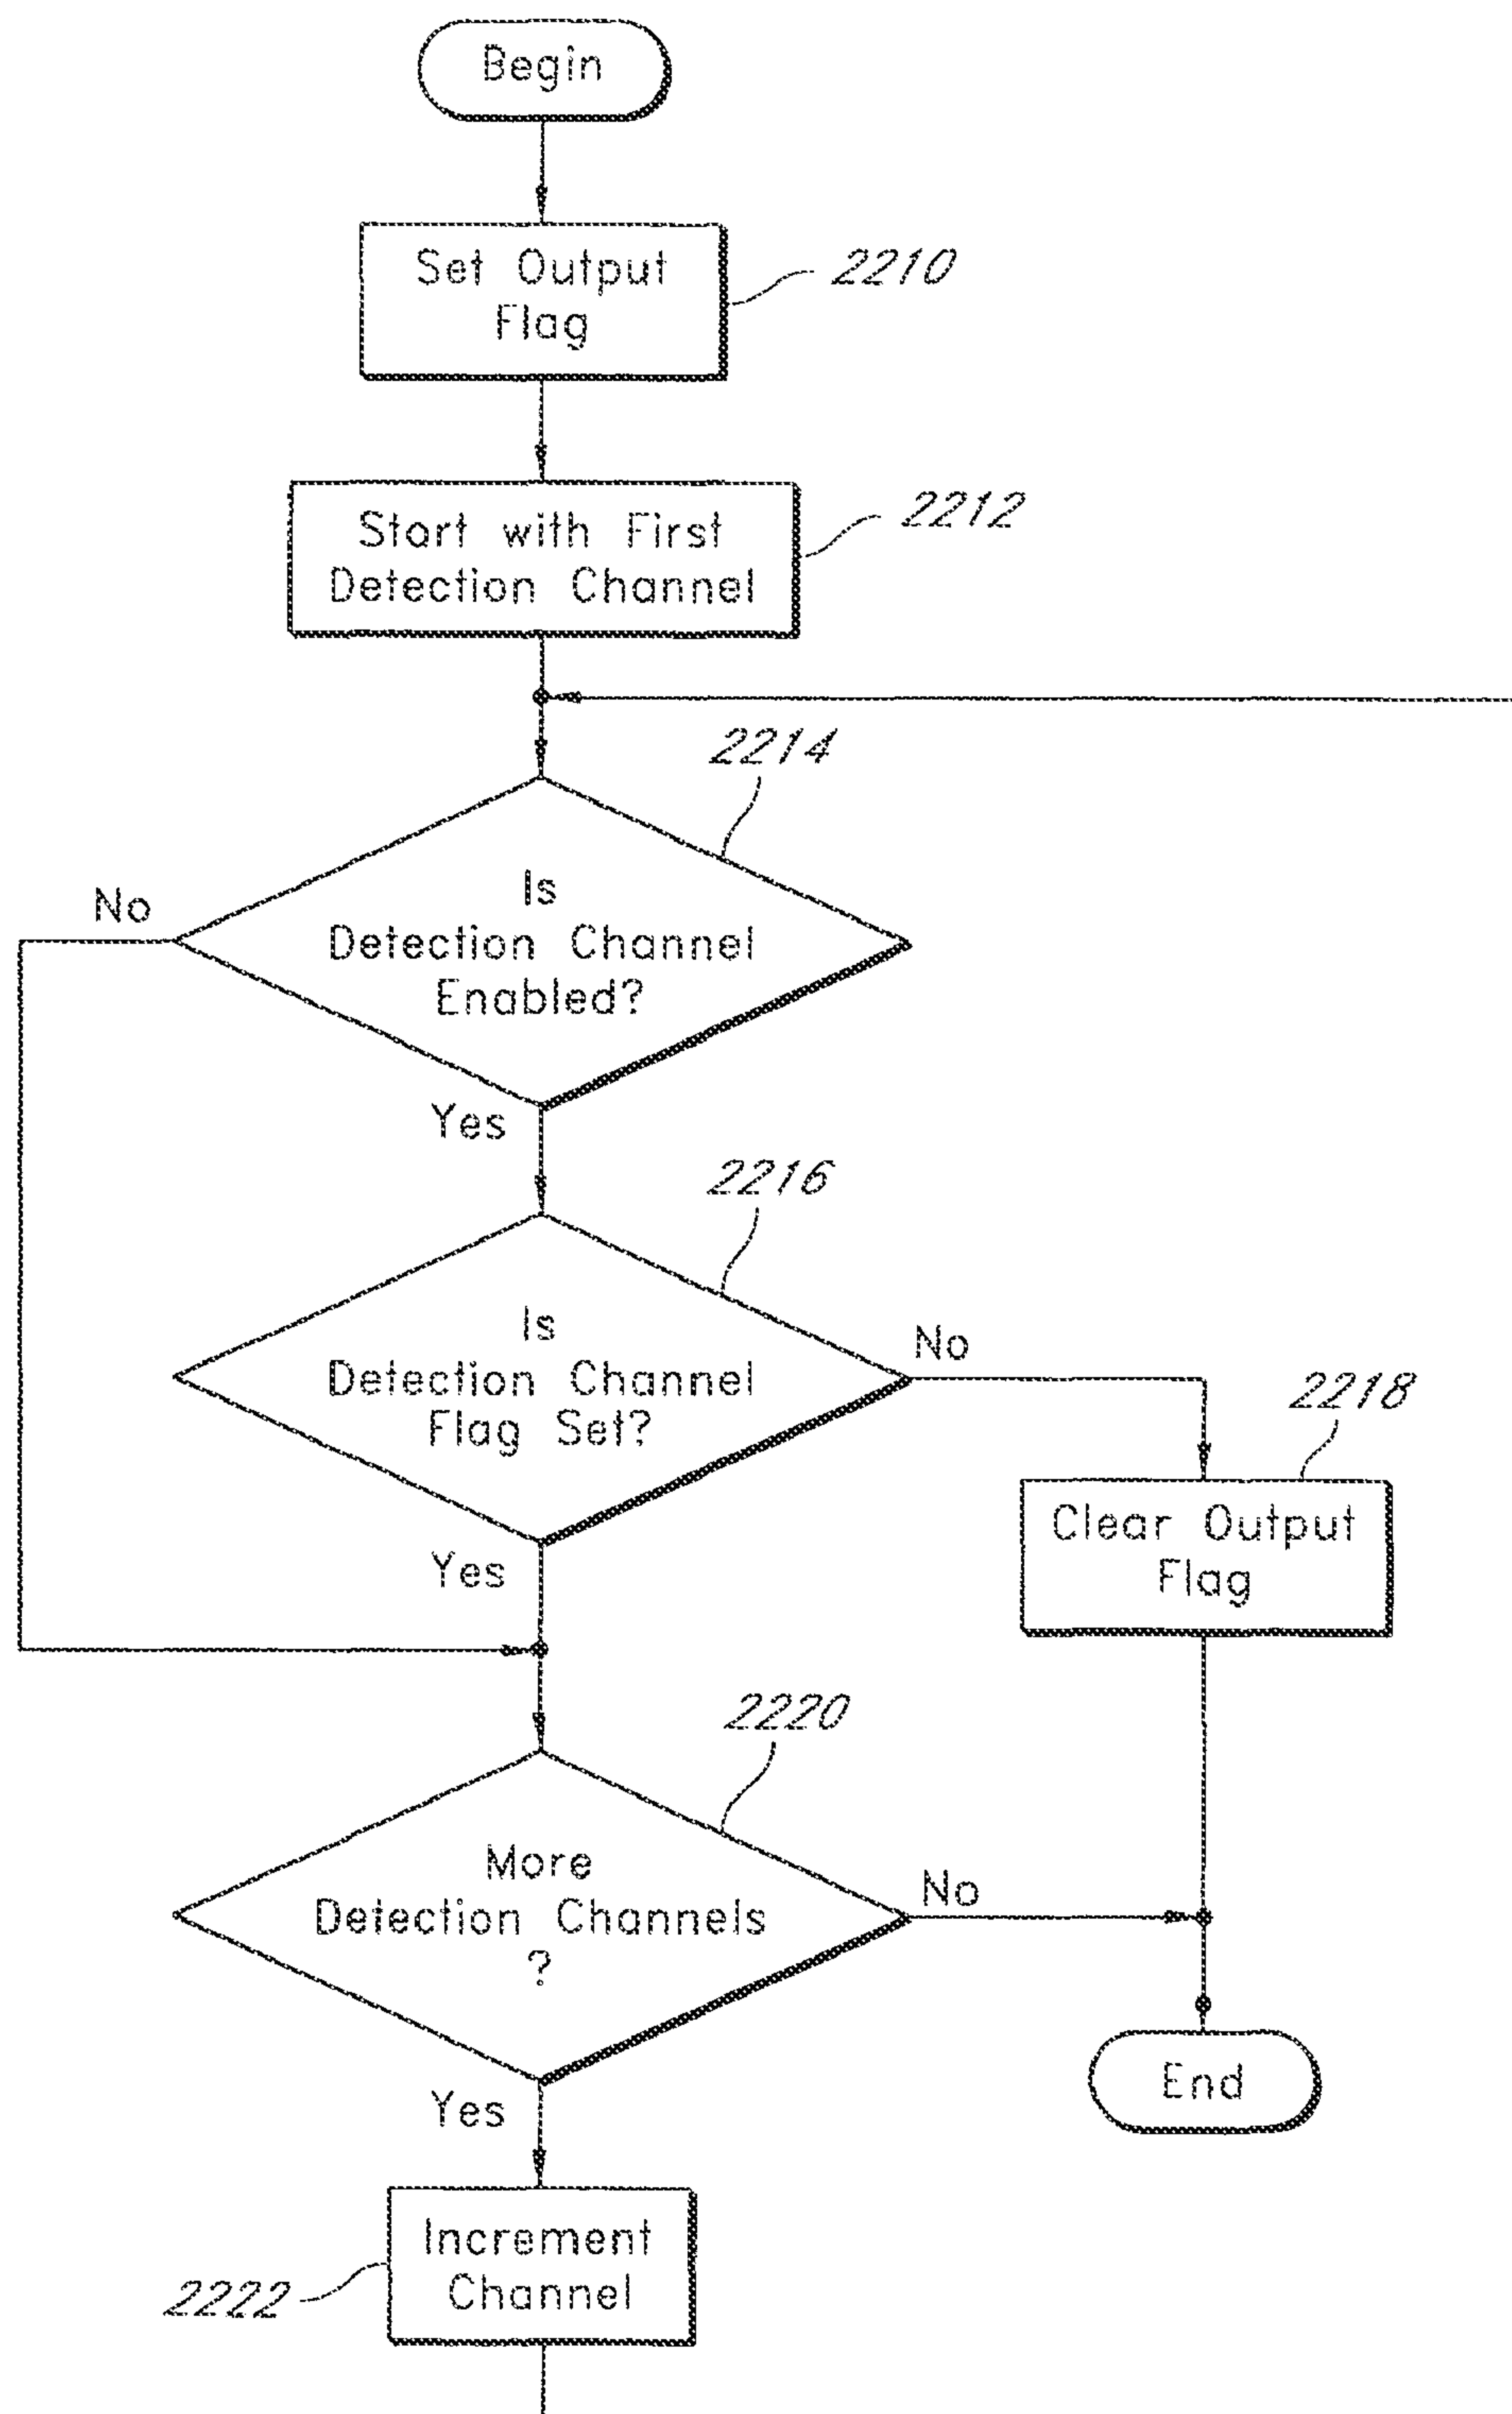 Begin
Set Output
Flag
2210
Start with First
Detection Channel
2212
2214
No
Is
Detection Channel
Enabled?
Yes
2216
Is
Detection Channel
Flag Set?
No
2218
Clear Output
Flag
Yes
2220
More
Detection Channels
?
No
End
Yes
Increment
Channel
2222